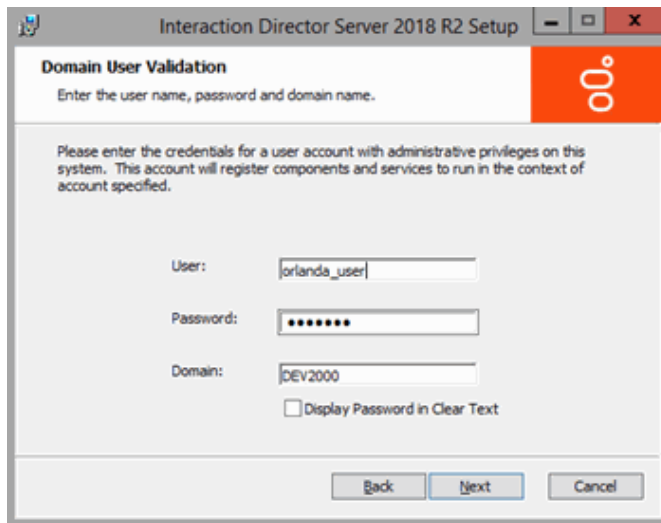 Interaction Director Server 2018 R2 Setup
Domain User Validation
Enter the user name, password and domain name.
Please enter the credentials for a user account with administrative privileges on this
system. This account will register components and services to run in the context of
account specified.
User: orlanda_user
Password: •••••••
Domain: DEV2000
Display Password in Clear Text
Back Next Cancel